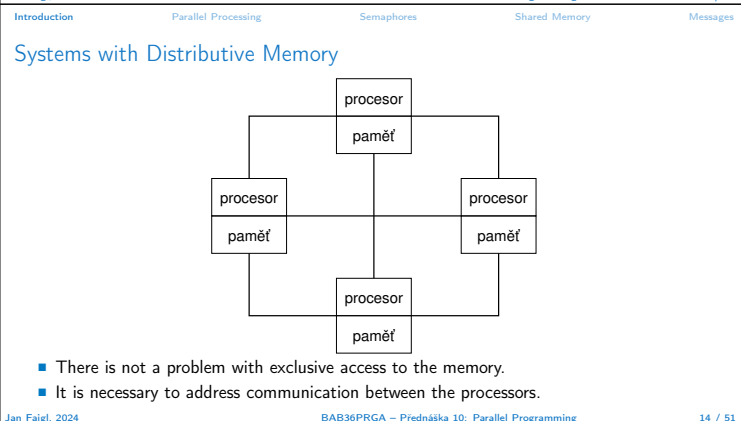 Introduction Parallel Processing Semaphores Shared Memory Messages
Systems with Distributive Memory
procesor
paměť
procesor procesor
paměť paměť
procesor
paměť
There is not a problem with exclusive access to the memory.
It is necessary to address communication between the processors.
Jan Faigl, 2024 BAB36PRGA – Přednáška 10: Parallel Programming 14 / 51